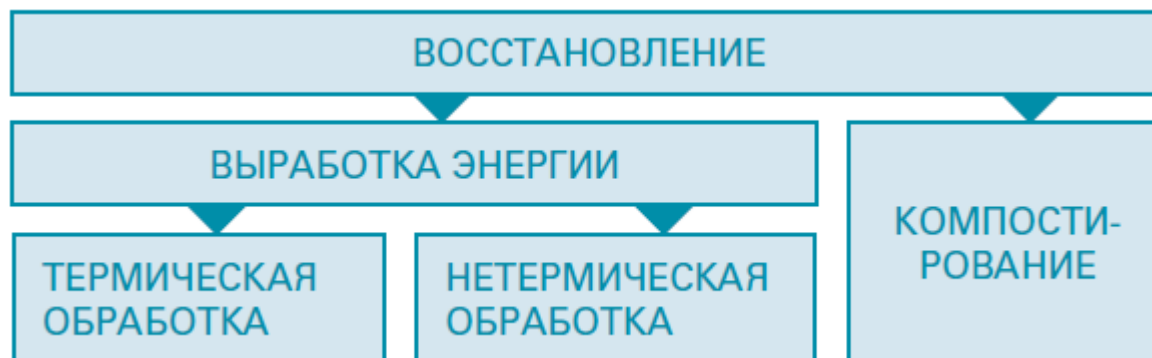 ВОССТАНОВЛЕНИЕ
ВЫРАБОТКА ЭНЕРГИИ
КОМПОСТИ-
РОВАНИЕ
ТЕРМИЧЕСКАЯ
ОБРАБОТКА
НЕТЕРМИЧЕСКАЯ
ОБРАБОТКА